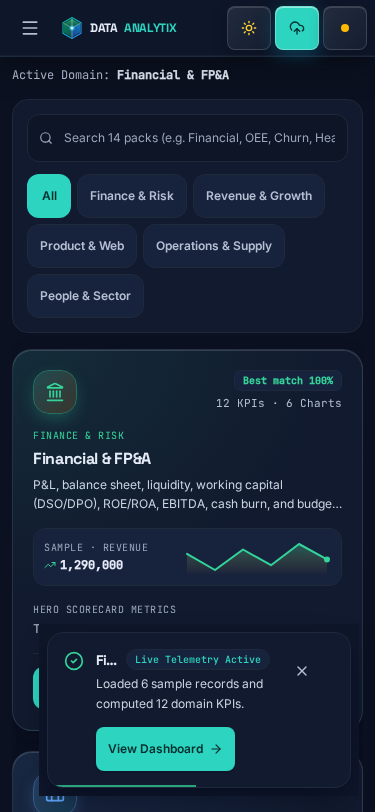 DATA ANALYTIX
Active Domain: Financial & FP&A
Search 14 packs (e.g. Financial, OEE, Churn, Hea
All
Finance & Risk
Revenue & Growth
Product & Web
Operations & Supply
People & Sector
Best match 100%
12 KPIs · 6 Charts
FINANCE & RISK
Financial & FP&A
P&L, balance sheet, liquidity, working capital
(DSO/DPO), ROE/ROA, EBITDA, cash burn, and budge...
SAMPLE · REVENUE
1,290,000
HERO SCORECARD METRICS
T
Fi...
Live Telemetry Active
Loaded 6 sample records and
computed 12 domain KPIs.
View Dashboard →